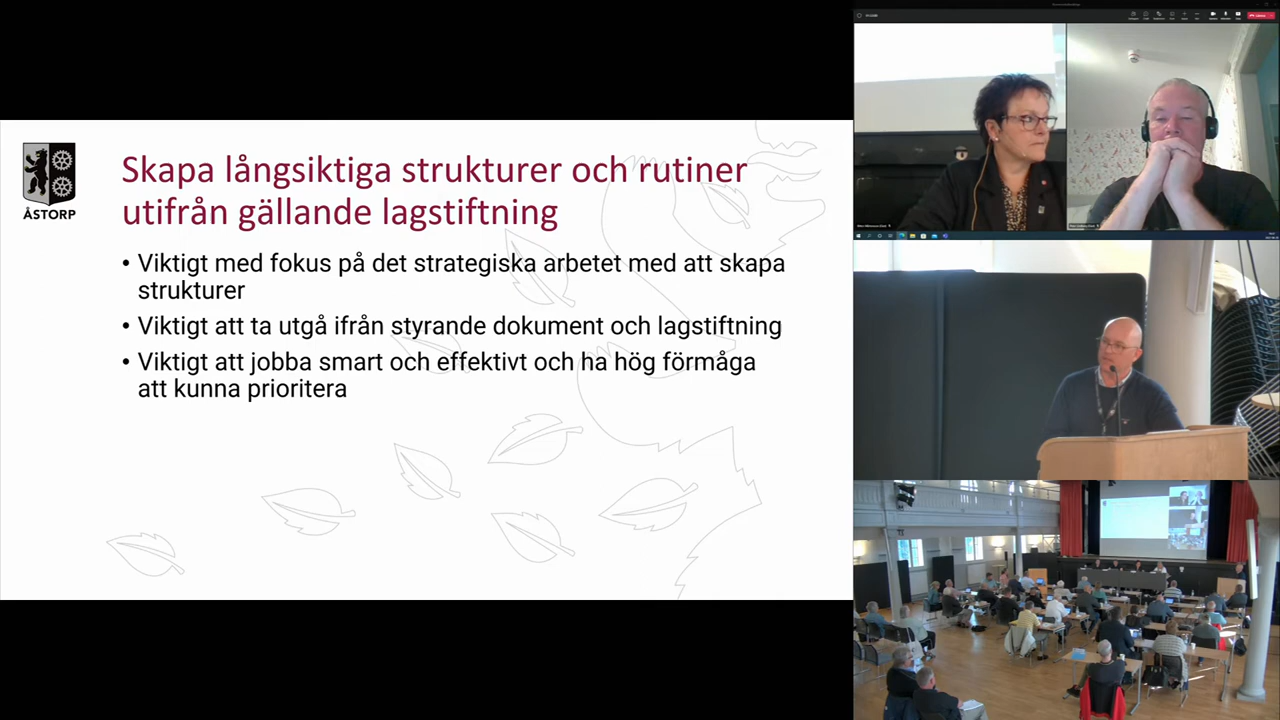 ÅSTORP
Skapa långsiktiga strukturer och rutiner
utifrån gällande lagstiftning
• Viktigt med fokus på det strategiska arbetet med att skapa
strukturer
• Viktigt att ta utgå ifrån styrande dokument och lagstiftning
• Viktigt att jobba smart och effektivt och ha hög förmåga
att kunna prioritera